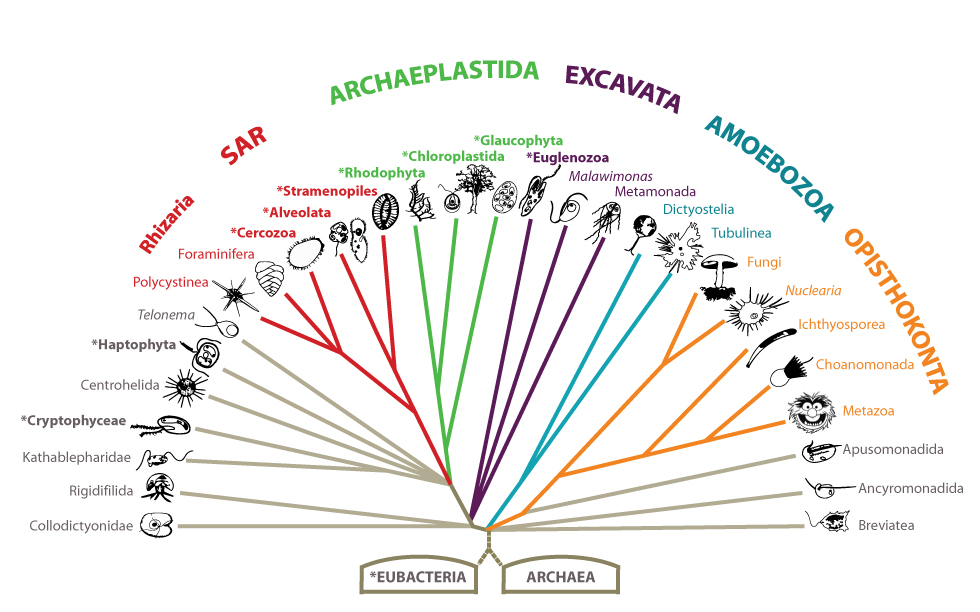 ARCHAEPLASTIDA
EXCAVATA
SAR
AMOEBOZOA
Rhizaria
OPISTHOKONTA
*Glaucophyta
*Chloroplastida
*Euglenozoa
*Rhodophyta
Malawimonas
*Stramenopiles
Metamonada
*Alveolata
Dictyostelia
*Cercozoa
Tubulinea
Foraminifera
Fungi
Polycystinea
Nuclearia
Telonema
Ichthyosporea
*Haptophyta
Choanomonada
Centrohelida
Metazoa
*Cryptophyceae
Apusomonadida
Kathablepharidae
Rigidifilida
Ancyromonadida
Collodictyonidae
Breviatea
*EUBACTERIA
ARCHAEA